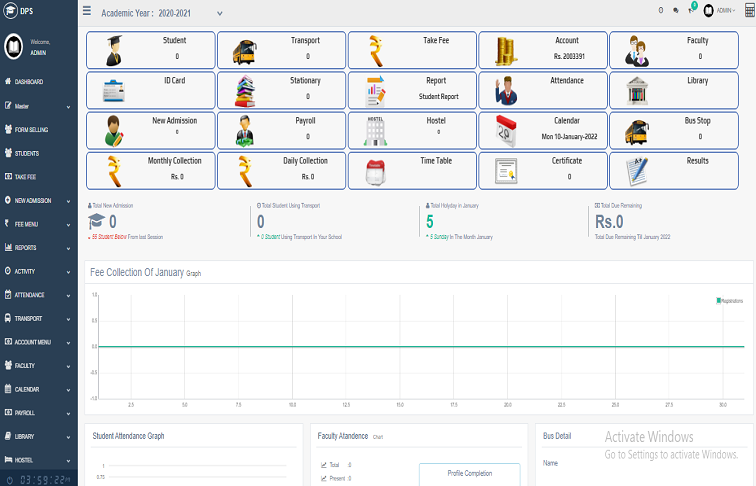 DPS
Academic Year : 2020-2021
ADMIN
Welcome,
ADMIN
DASHBOARD
Master
FORM SELLING
STUDENTS
TAKE FEE
NEW ADMISSION
FEE MENU
REPORTS
ACTIVITY
ATTENDANCE
TRANSPORT
ACCOUNT MENU
FACULTY
CALENDAR
PAYROLL
LIBRARY
HOSTEL
03:59:22
Student
0
Transport
0
Take Fee
Account
Rs. 2003391
Faculty
0
ID Card
Stationary
0
Report
Student Report
Attendance
Library
New Admission
0
Payroll
0
HOSTEL
Hostel
0
Calendar
Mon 10-January-2022
Bus Stop
0
Monthly Collection
Rs. 0
Daily Collection
Rs. 0
Time Table
Certificate
0
Results
Total New Admission
0
55 Student Below From last Session
Total Student Using Transport
0
0 Student Using Transport In Your School
Total Holyday in January
5
5 Sunday In The Month January
Total Due Remaining
Rs.0
Total Due Remaining Till January 2022
Fee Collection Of January Graph
Registrations
1.0
0.5
0.0
-0.5
-1.0
2.5
5.0
7.5
10.0
12.5
15.0
17.5
20.0
22.5
25.0
27.5
30.0
Student Attendance Graph
1
0.75
Faculty Atandence Chart
Total :0
Present :0
Profile Completion
Bus Detail
Name
Activate Windows
Go to Settings to activate Windows.